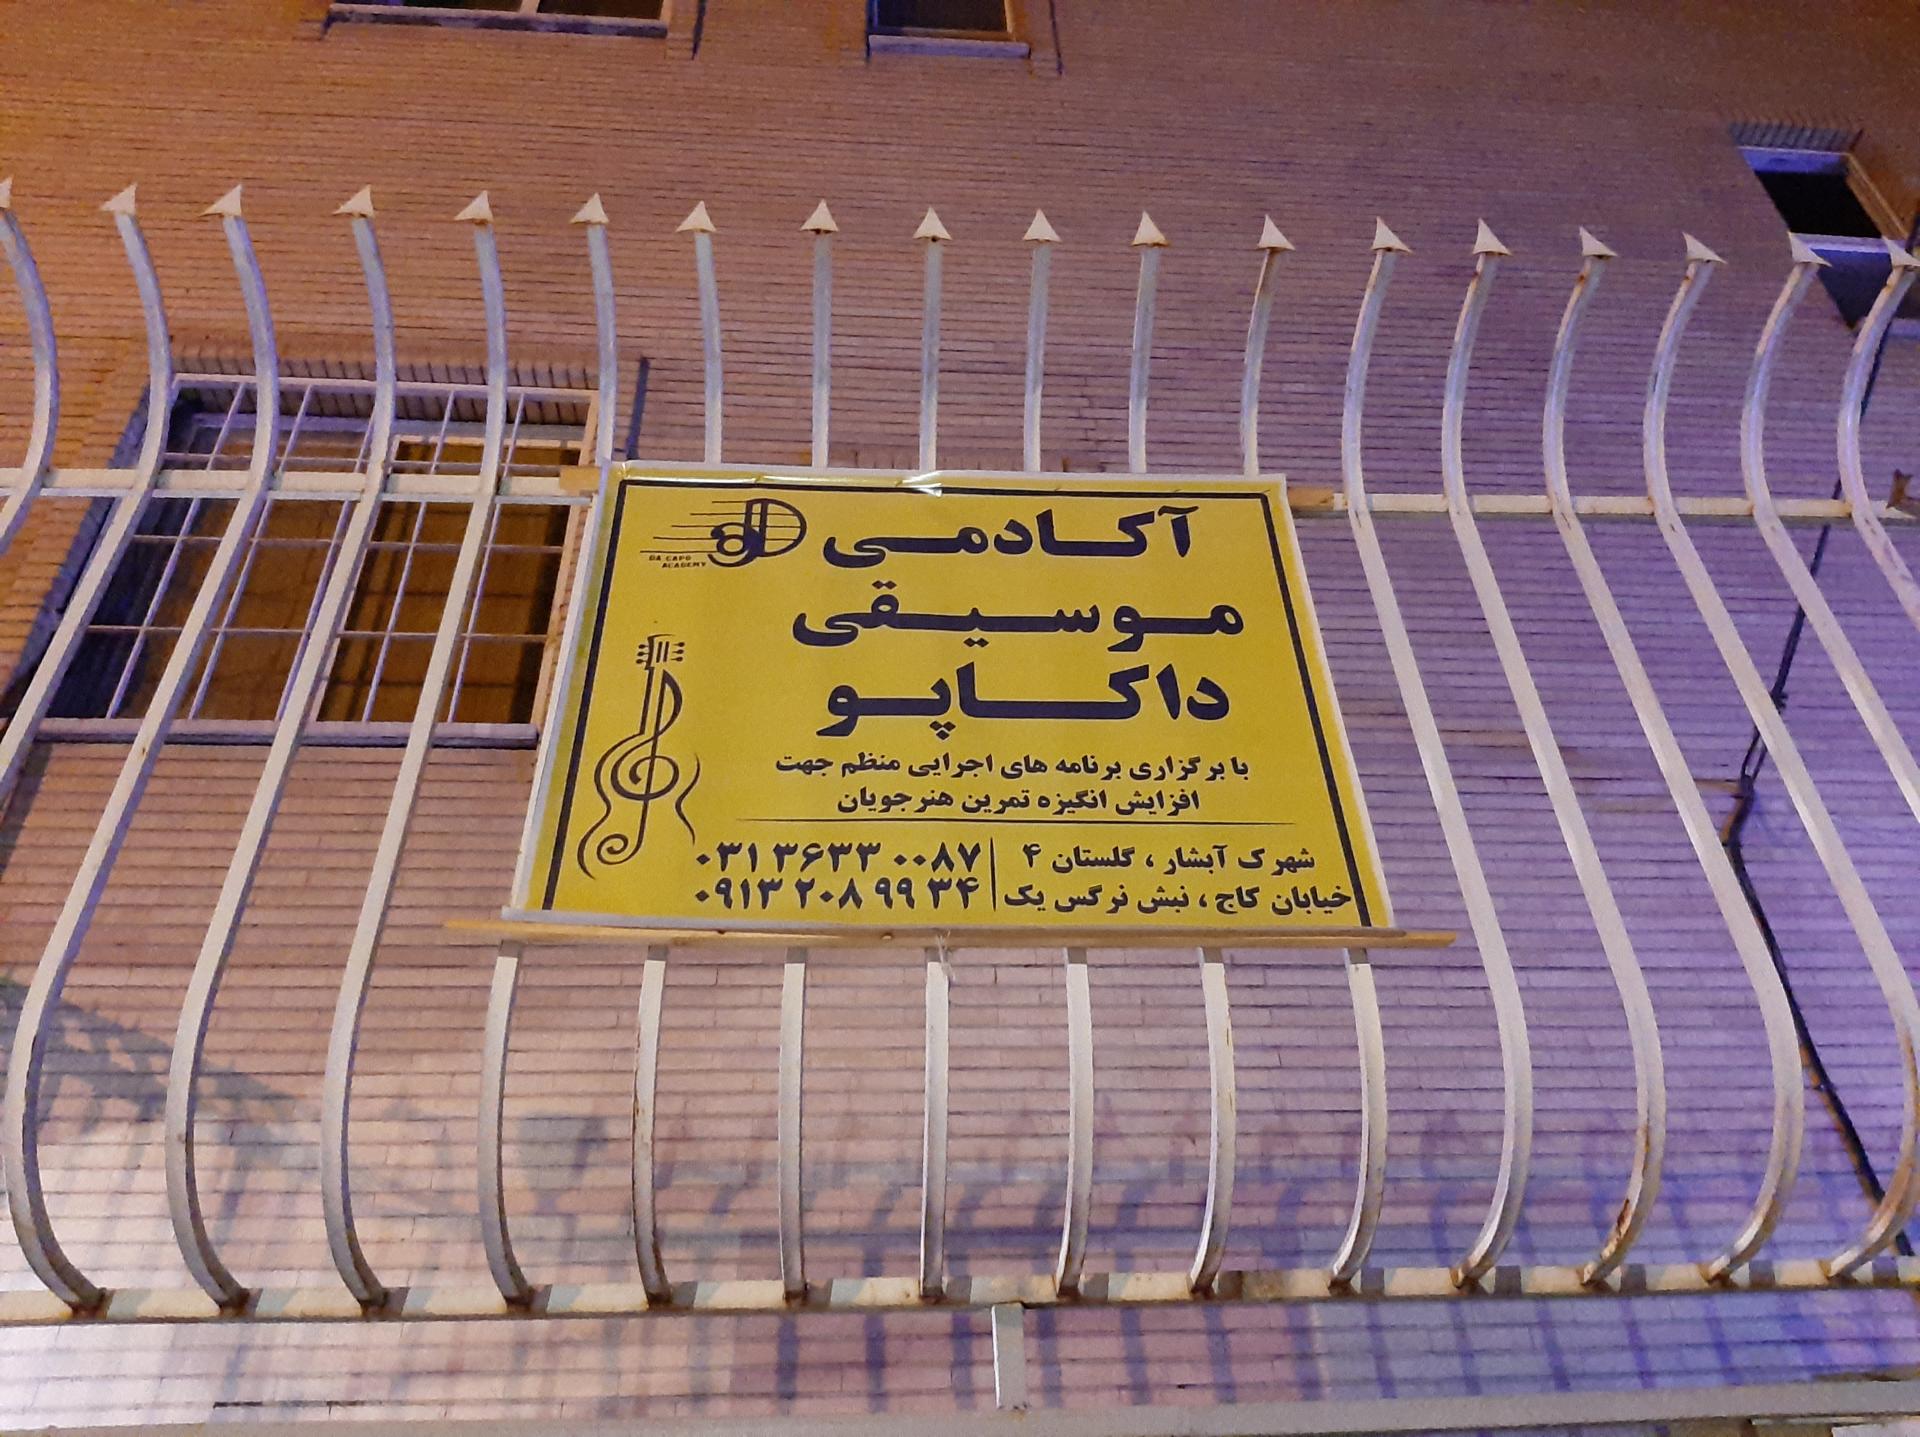 آکادمی
DA CAPO
ACADEMY
موسیقی
داکاپو
با برگزاری برنامه های اجرایی منظم جهت
افزایش انگیزه تمرین هنرجویان
شهرک آبشار ، گلستان ۴
خیابان کاج ، نبش نرگس یک
۰۳۱ ۳۶۳۳ ۰۰۸۷
۰۹۱۳ ۲۰۸ ۹۹ ۳۴